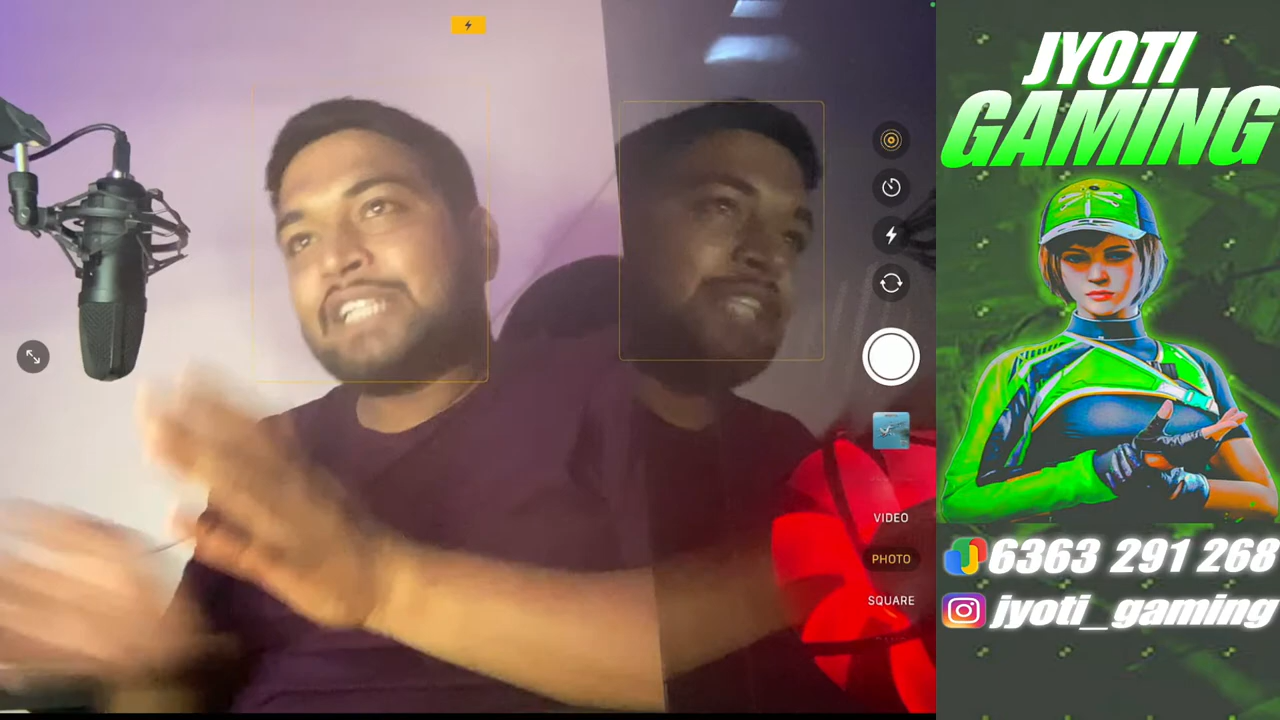 JYOTI
GAMING
VIDEO
PHOTO
SQUARE
6363 291 268
jyoti_gaming